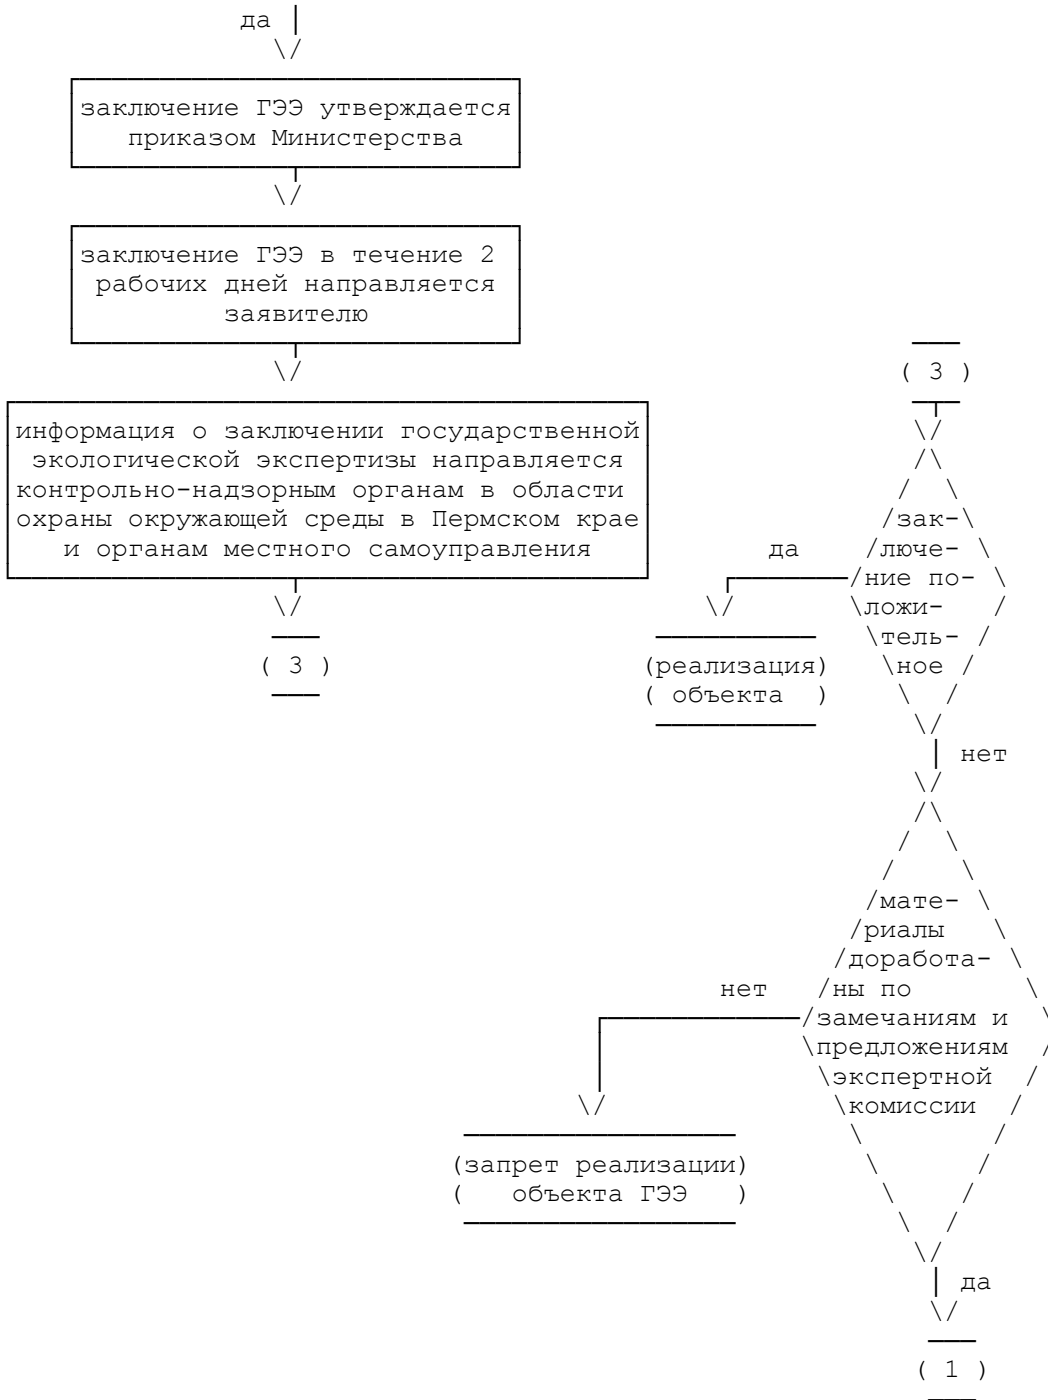 да
заключение ГЭЭ утверждается
приказом Министерства
заключение ГЭЭ в течение 2
рабочих дней направляется
заявителю
информация о заключении государственной
экологической экспертизы направляется
контрольно-надзорным органам в области
охраны окружающей среды в Пермском крае
и органам местного самоуправления
( 3 )
( 3 )
зак-
люче-
ние по-
ложи-
тель-
ное
да
(реализация)
( объекта )
нет
мате-
риалы
доработа-
ны по
замечаниям и
предложениям
экспертной
комиссии
нет
(запрет реализации)
( объекта ГЭЭ )
да
( 1 )